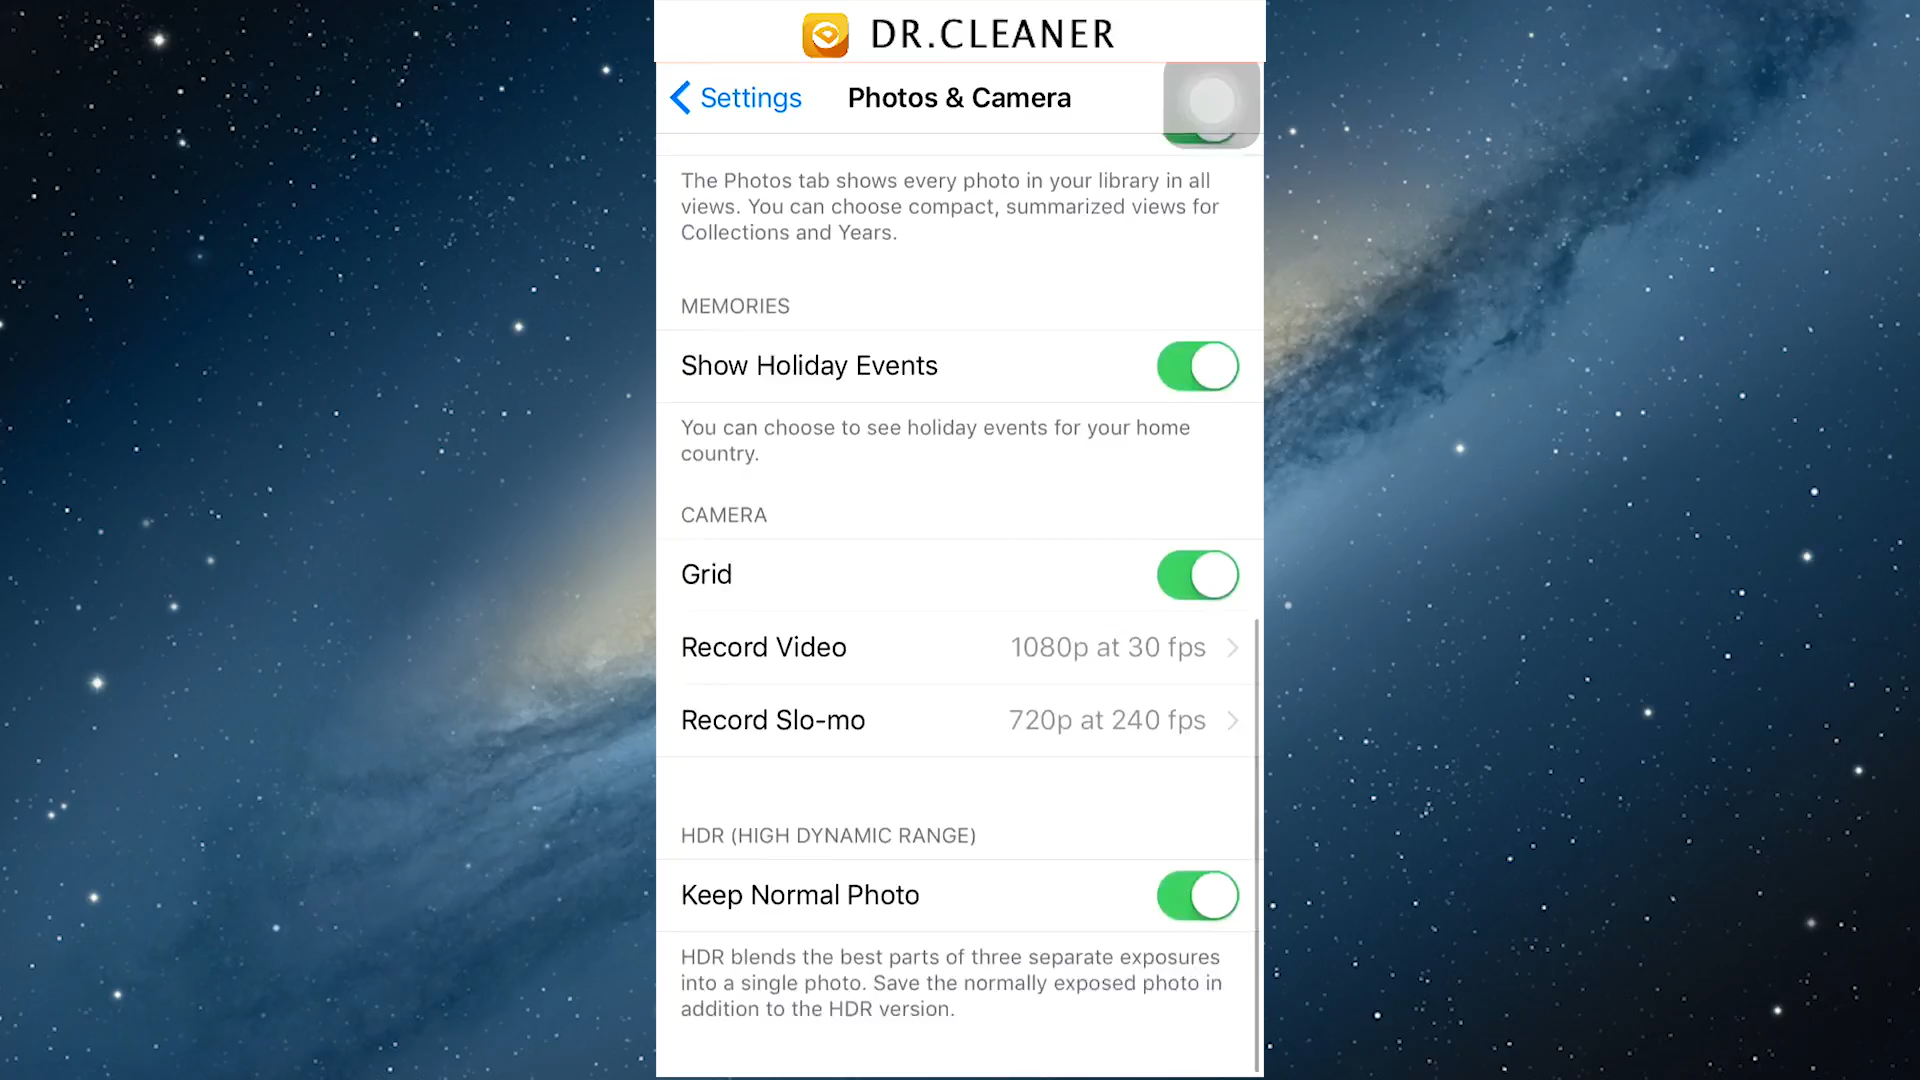 DR.CLEANER
Settings
Photos & Camera
The Photos tab shows every photo in your library in all
views. You can choose compact, summarized views for
Collections and Years.
MEMORIES
Show Holiday Events
You can choose to see holiday events for your home
country.
CAMERA
Grid
Record Video 1080p at 30 fps
Record Slo-mo 720p at 240 fps
HDR (HIGH DYNAMIC RANGE)
Keep Normal Photo
HDR blends the best parts of three separate exposures
into a single photo. Save the normally exposed photo in
addition to the HDR version.